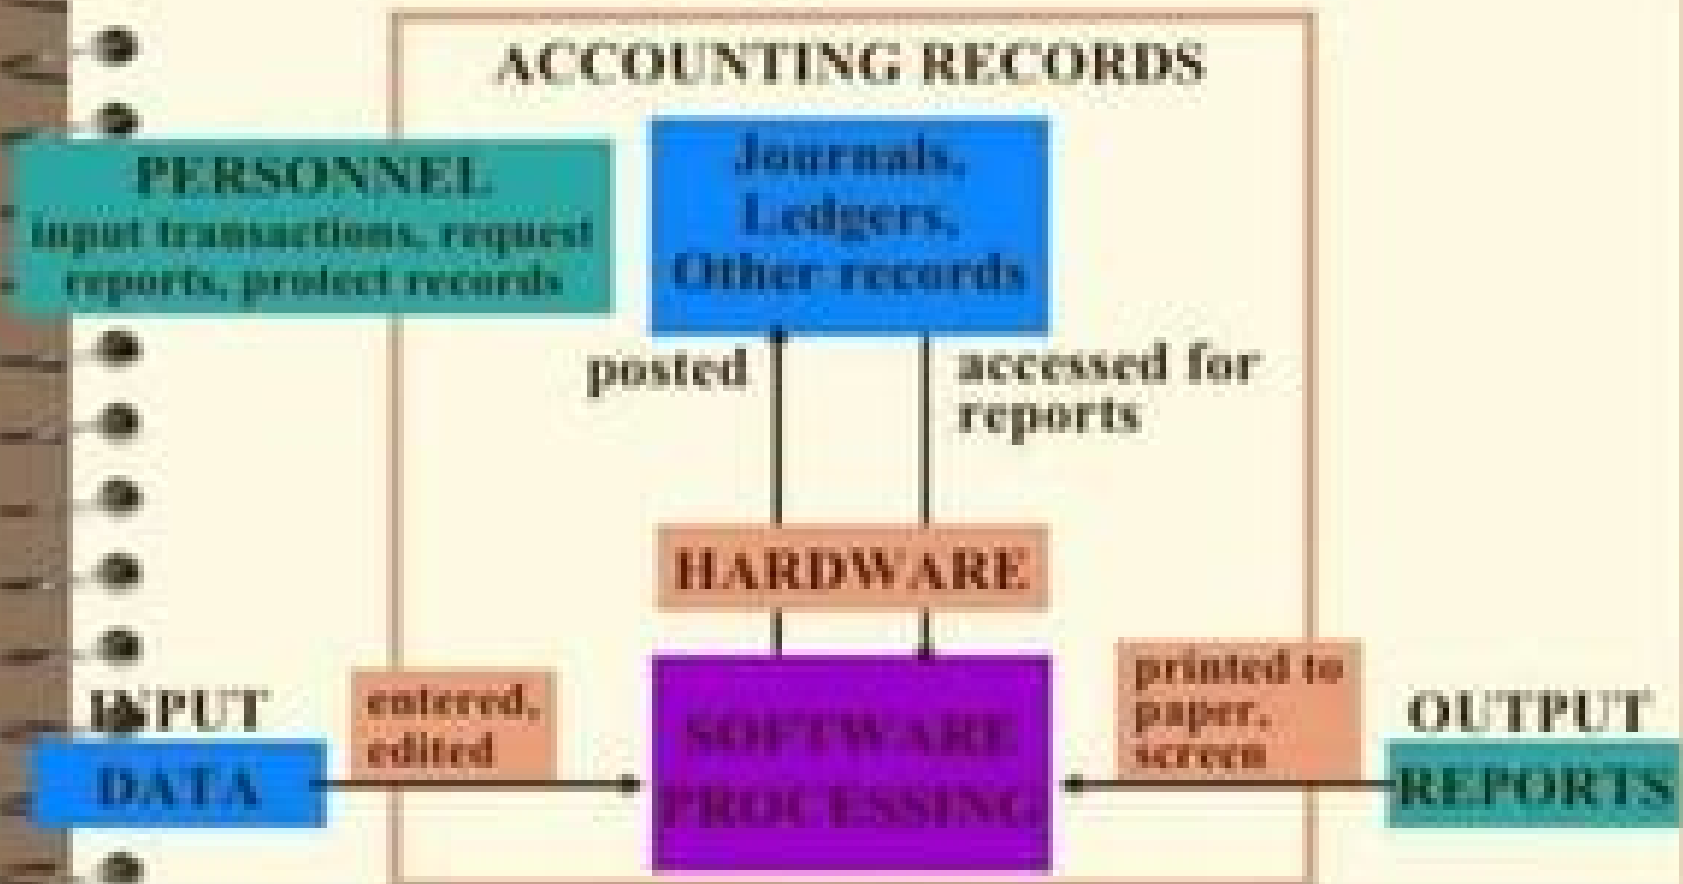 ACCOUNTING RECORDS
PERSONNEL
input transactions, request
reports, protect records
Journals,
Ledgers,
Other records
posted
accessed for
reports
HARDWARE
INPUT
DATA
entered,
edited
SOFTWARE
PROCESSING
printed to
paper,
screen
OUTPUT
REPORTS